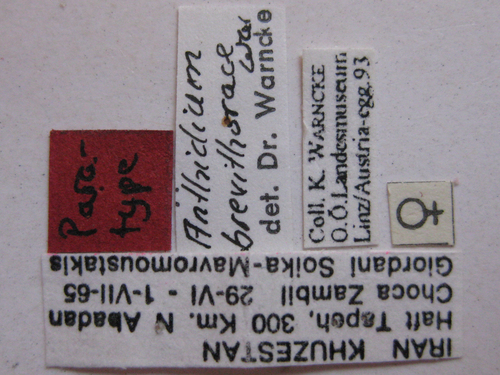 Para-
type
Anthidium
brevithorace
War
det. Dr. Warncke
Coll. K. WARNCKE
O.Ö.Landesmuseum
Linz/Austria-egg.93
♀
IRAN KHUZESTAN
Haft Tepeh, 300 Km. N Abadan
Choca Zambil 29-VI - 1-VII-65
Giordani Soika-Mavromoustakis